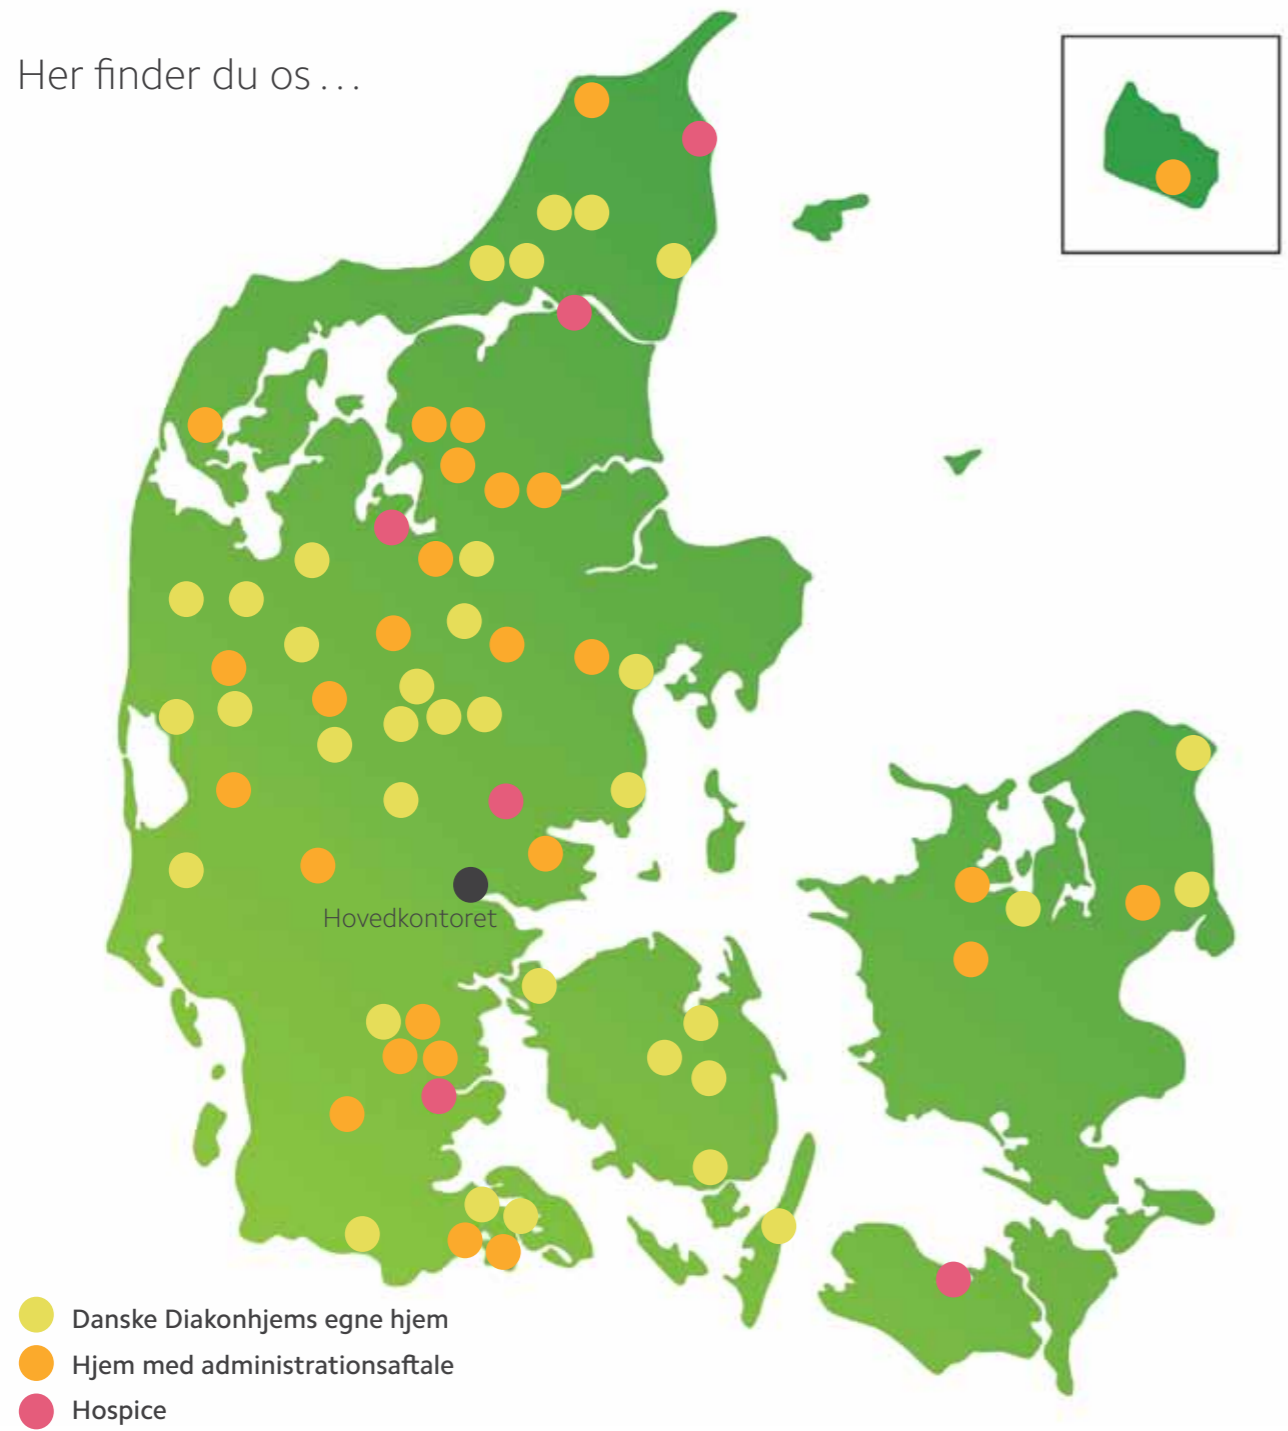 Her finder du os ...
Hovedkontoret
Danske Diakonhjems egne hjem
Hjem med administrationsaftale
Hospice